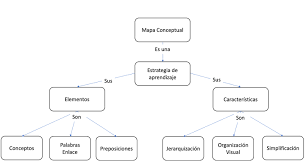 Mapa Conceptual
Es una
Estrategia de
aprendizaje
Sus
Sus
Elementos
Características
Son
Son
Conceptos
Palabras
Enlace
Preposiciones
Jerarquización
Organización
Visual
Simplificación